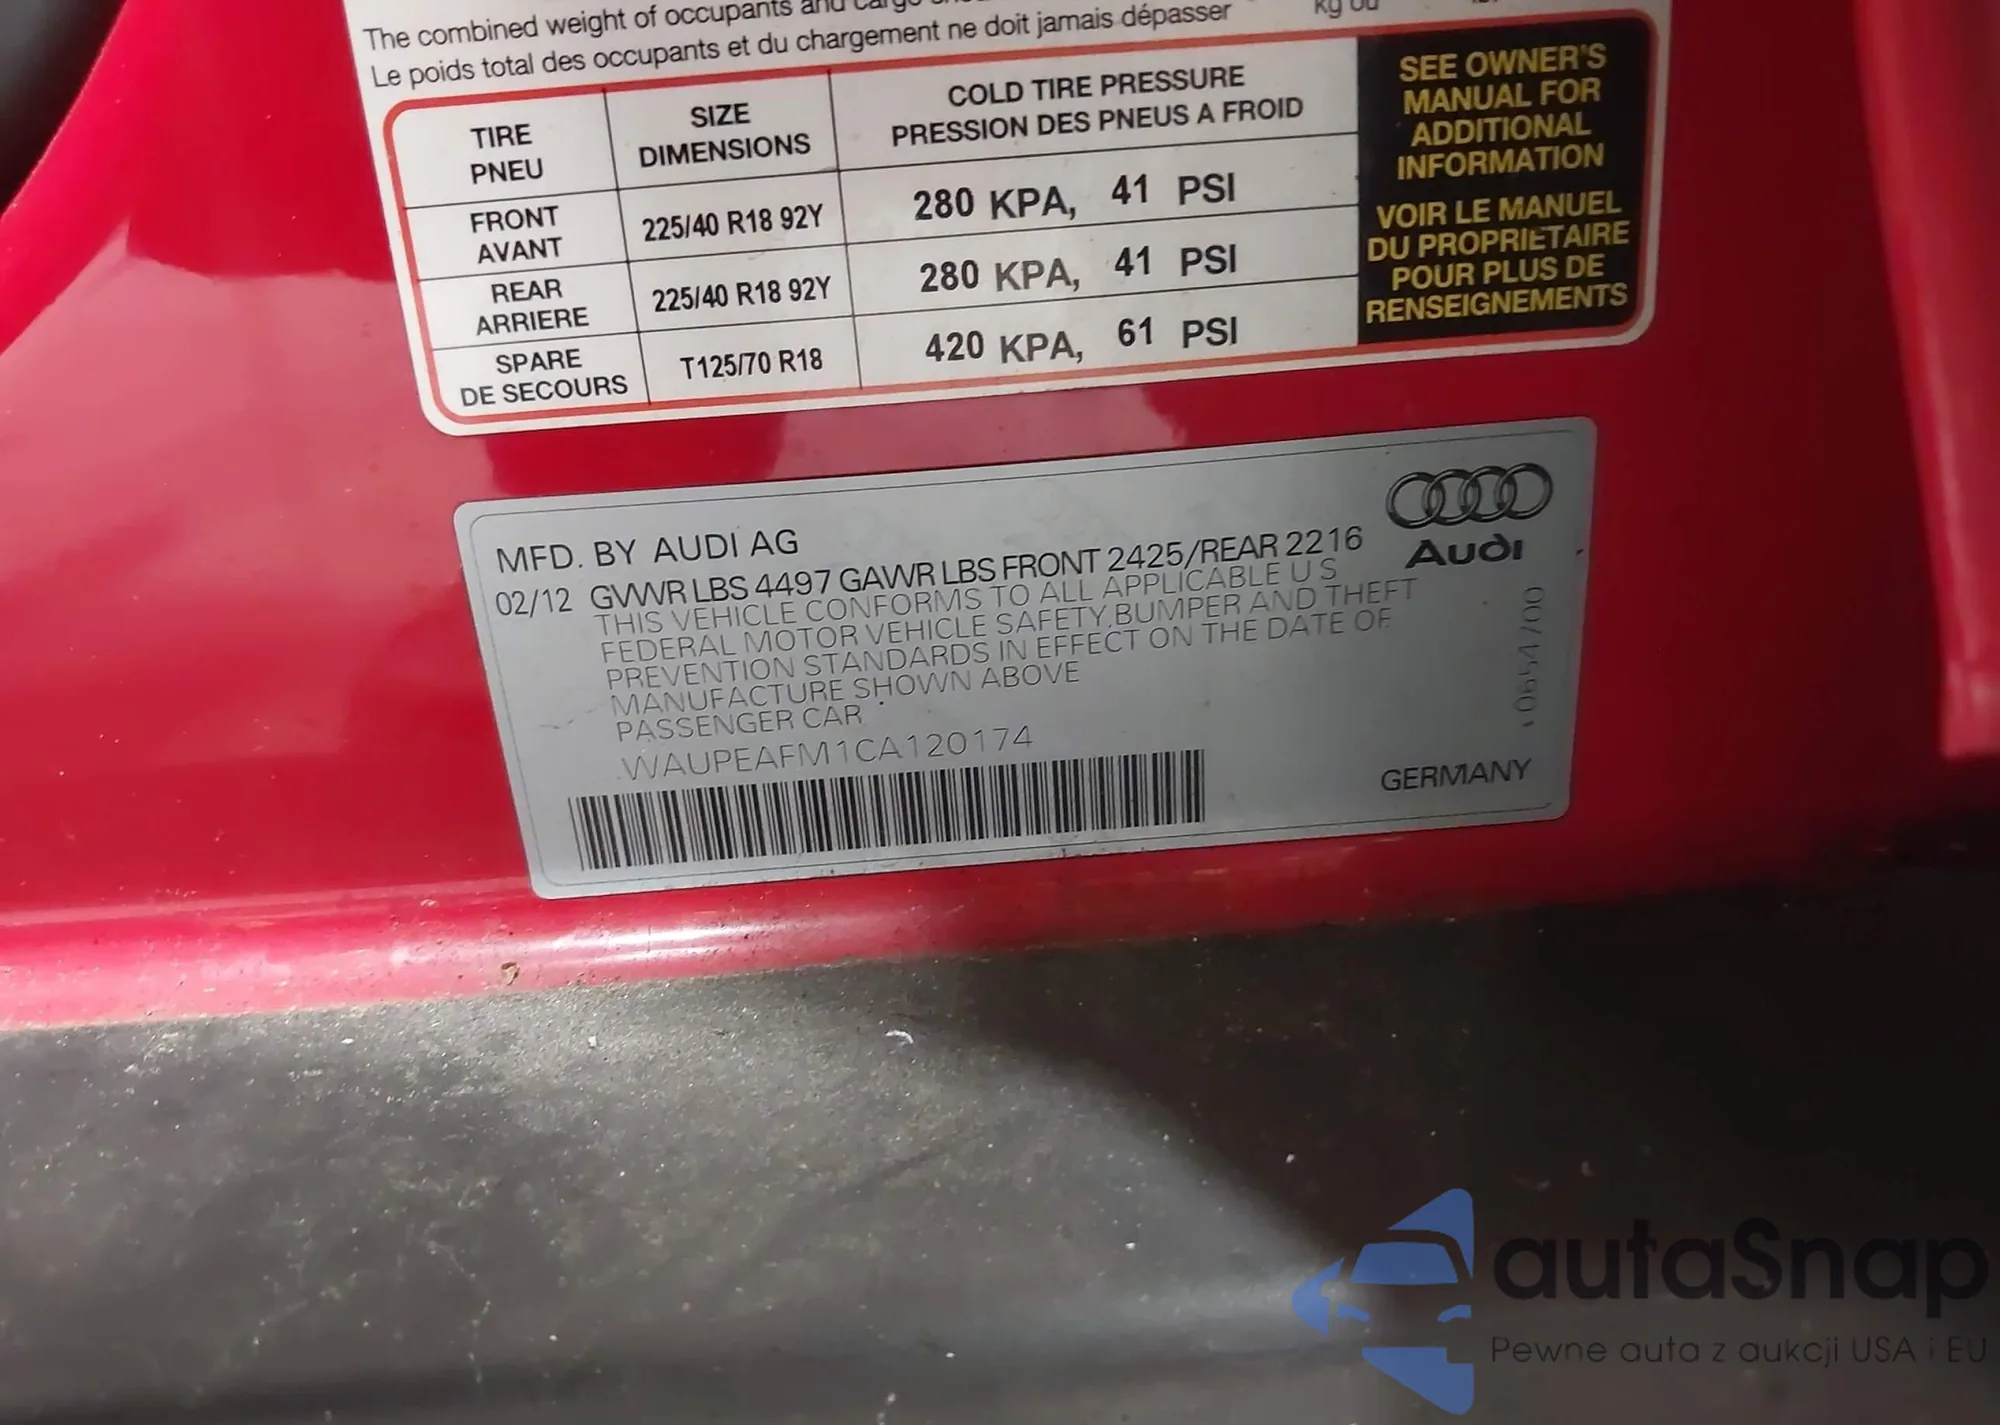 The combined weight of occupants and
Le poids total des occupants et du chargement ne doit jamais dépasser
kg ou
TIRE
PNEU
SIZE
DIMENSIONS
COLD TIRE PRESSURE
PRESSION DES PNEUS A FROID
FRONT
AVANT
225/40 R18 92Y
280 KPA, 41 PSI
REAR
ARRIERE
225/40 R18 92Y
280 KPA, 41 PSI
SPARE
DE SECOURS
T125/70 R18
420 KPA, 61 PSI
SEE OWNER'S
MANUAL FOR
ADDITIONAL
INFORMATION
VOIR LE MANUEL
DU PROPRIETAIRE
POUR PLUS DE
RENSEIGNEMENTS
MFD. BY AUDI AG
02/12 GVWR LBS 4497 GAWR LBS FRONT 2425/REAR 2216
THIS VEHICLE CONFORMS TO ALL APPLICABLE U S
FEDERAL MOTOR VEHICLE SAFETY, BUMPER AND THEFT
PREVENTION STANDARDS IN EFFECT ON THE DATE OF
MANUFACTURE SHOWN ABOVE
PASSENGER CAR
WAUPEAFM1CA120174
Audi
GERMANY
autaSnap
Pewne auta z aukcji USA i EU